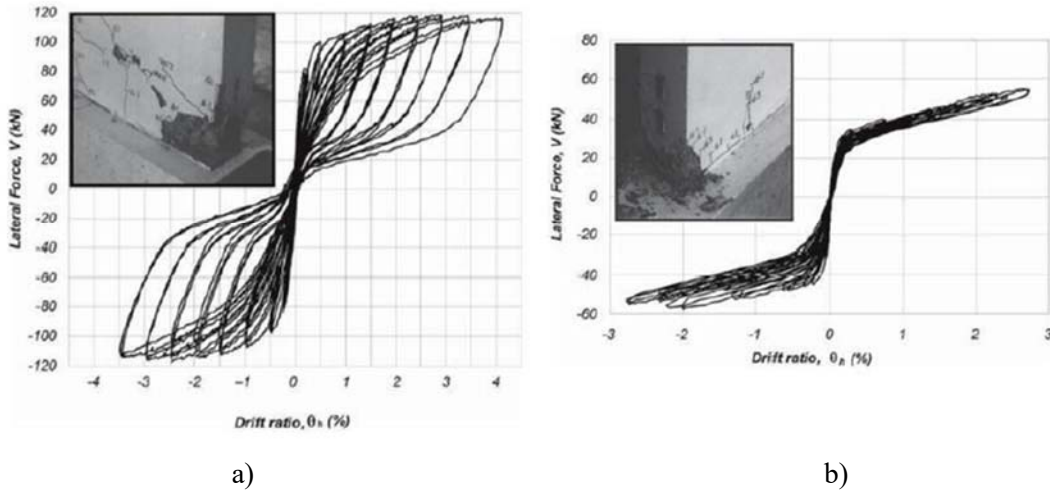 120
100
80
60
40
20
0
-20
-40
-60
-80
-100
-120
Lateral Force, V (kN)
-4 -3 -2 -1 0 1 2 3 4
Drift ratio, θh (%)
a)
80
60
40
20
0
-20
-40
-60
Lateral Force, V (kN)
-3 -2 -1 0 1 2 3
Drift ratio, θh (%)
b)